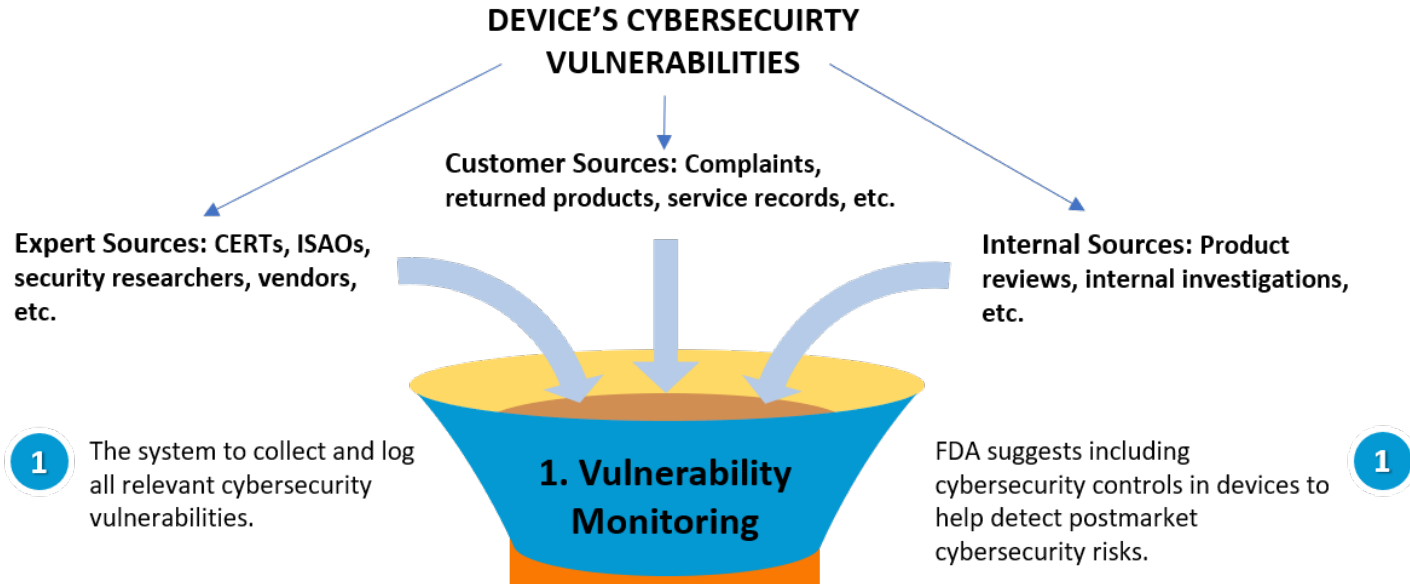 DEVICE'S CYBERSECUIRTY
VULNERABILITIES
Customer Sources: Complaints,
returned products, service records, etc.
Expert Sources: CERTs, ISAOs,
security researchers, vendors,
etc.
Internal Sources: Product
reviews, internal investigations,
etc.
1
The system to collect and log
all relevant cybersecurity
vulnerabilities.
1. Vulnerability
Monitoring
FDA suggests including
cybersecurity controls in devices to
help detect postmarket
cybersecurity risks.
1